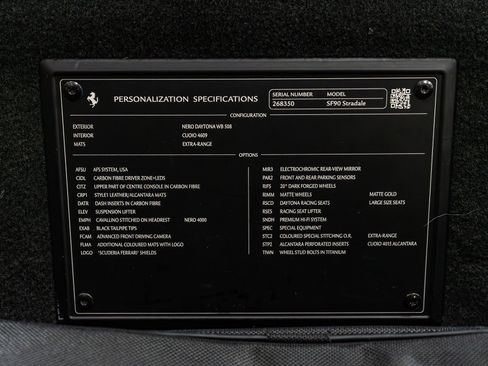 PERSONALIZATION SPECIFICATIONS
SERIAL NUMBER MODEL
268350 SF90 Stradale
CONFIGURATION
EXTERIOR NERO DAYTONA WB 508
INTERIOR CUOIO 4609
MATS EXTRA-RANGE
OPTIONS
AFSU AFS SYSTEM, USA
CIDL CARBON FIBRE DRIVER ZONE+LEDS
CITZ UPPER PART OF CENTRE CONSOLE IN CARBON FIBRE
CRP1 STYLE1 LEATHER/ALCANTARA MATS
DATR DASH INSERTS IN CARBON FIBRE
ELEV SUSPENSION LIFTER
EMPH CAVALLINO STITCHED ON HEADREST NERO 4000
EXAB BLACK TAILPIPE TIPS
FCAM ADVANCED FRONT DRIVING CAMERA
FLMA ADDITIONAL COLOURED MATS WITH LOGO
LOGO "SCUDERIA FERRARI" SHIELDS
MIR3 ELECTROCHROMIC REAR-VIEW MIRROR
PAK2 FRONT AND REAR PARKING SENSORS
RIFS 20" DARK FORGED WHEELS
RIMM MATTE WHEELS MATTE GOLD
RSCD DAYTONA RACING SEATS LARGE SIZE SEATS
RSES RACING SEAT LIFTER
SNDH PREMIUM HI-FI SYSTEM
SPEC SPECIAL EQUIPMENT
STC2 COLOURED SPECIAL STITCHING O.R. EXTRA-RANGE
STP2 ALCANTARA PERFORATED INSERTS CUOIO 4015 ALCANTARA
TIWN WHEEL STUD BOLTS IN TITANIUM